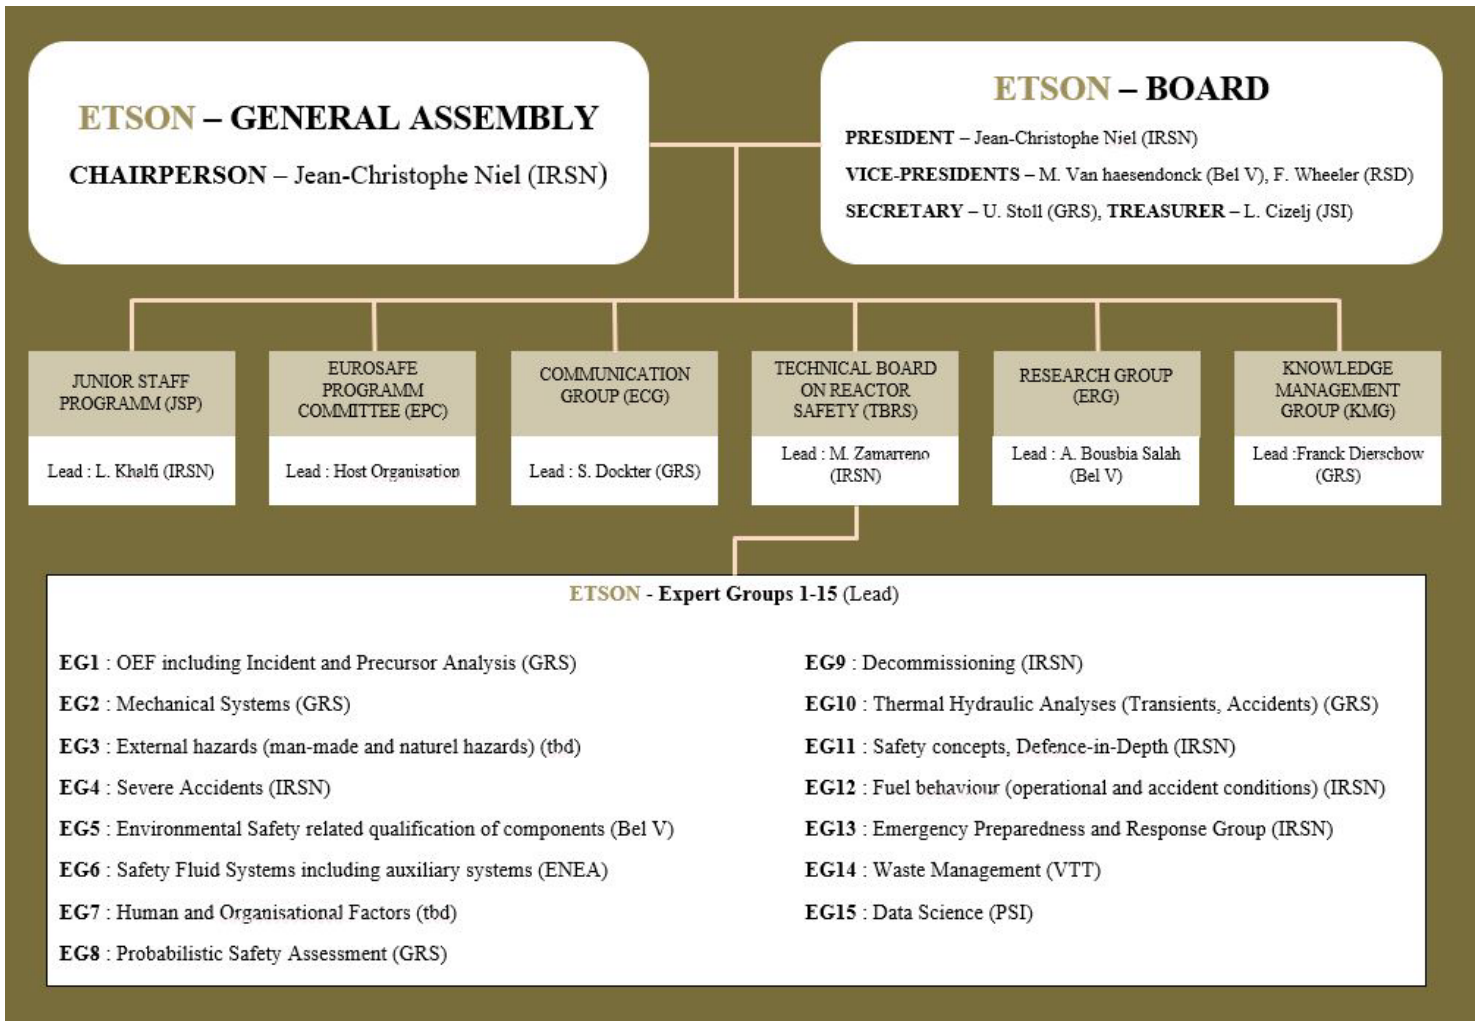 ETSON – GENERAL ASSEMBLY
CHAIRPERSON – Jean-Christophe Niel (IRSN)
ETSON – BOARD
PRESIDENT – Jean-Christophe Niel (IRSN)
VICE-PRESIDENTS – M. Van haesendonck (Bel V), F. Wheeler (RSD)
SECRETARY – U. Stoll (GRS), TREASURER – L. Cizelj (JSI)
JUNIOR STAFF
PROGRAMM (JSP)
Lead : L. Khalfi (IRSN)
EUROSAFE
PROGRAMM
COMMITTEE (EPC)
Lead : Host Organisation
COMMUNICATION
GROUP (ECG)
Lead : S. Dockter (GRS)
TECHNICAL BOARD
ON REACTOR
SAFETY (TBRS)
Lead : M. Zamarreno
(IRSN)
RESEARCH GROUP
(ERG)
Lead : A. Bousbia Salah
(Bel V)
KNOWLEDGE
MANAGEMENT
GROUP (KMG)
Lead :Franck Dierschow
(GRS)
ETSON - Expert Groups 1-15 (Lead)
EG1 : OEF including Incident and Precursor Analysis (GRS)
EG2 : Mechanical Systems (GRS)
EG3 : External hazards (man-made and naturel hazards) (tbd)
EG4 : Severe Accidents (IRSN)
EG5 : Environmental Safety related qualification of components (Bel V)
EG6 : Safety Fluid Systems including auxiliary systems (ENEA)
EG7 : Human and Organisational Factors (tbd)
EG8 : Probabilistic Safety Assessment (GRS)
EG9 : Decommissioning (IRSN)
EG10 : Thermal Hydraulic Analyses (Transients, Accidents) (GRS)
EG11 : Safety concepts, Defence-in-Depth (IRSN)
EG12 : Fuel behaviour (operational and accident conditions) (IRSN)
EG13 : Emergency Preparedness and Response Group (IRSN)
EG14 : Waste Management (VTT)
EG15 : Data Science (PSI)